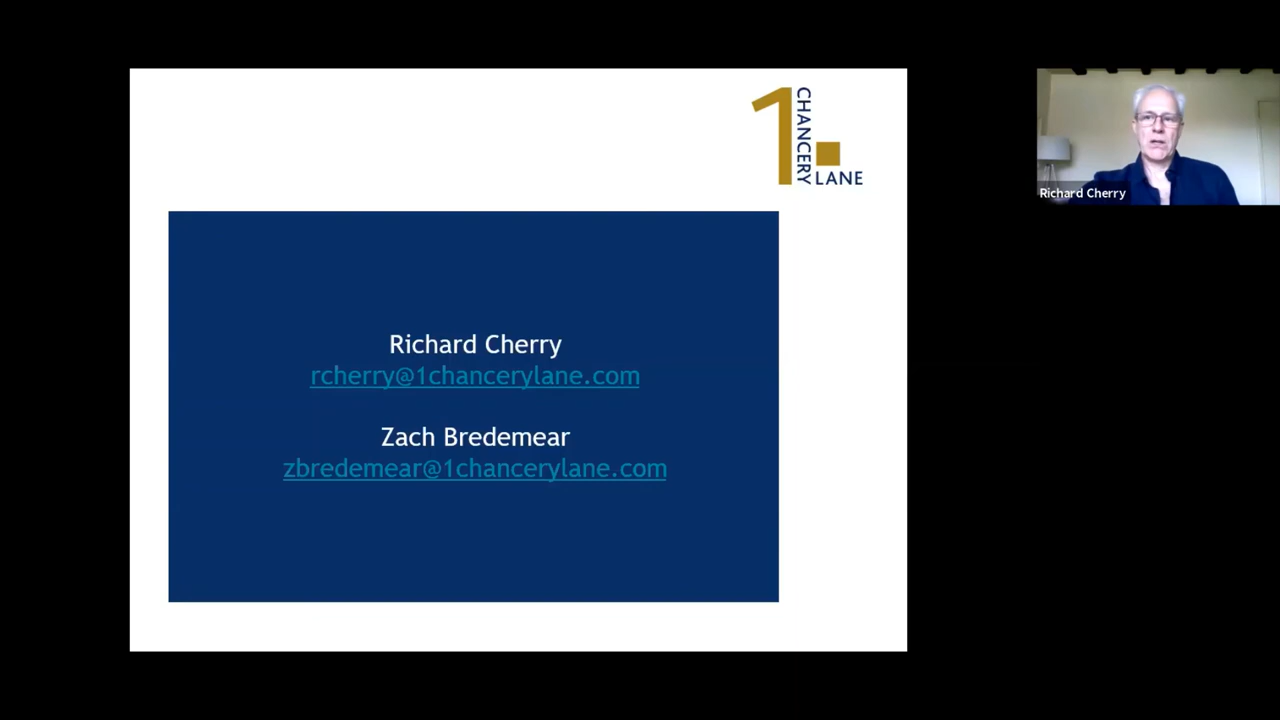 1 CHANCERY LANE
Richard Cherry
rcherry@1chancerylane.com
Zach Bredemear
zbredemear@1chancerylane.com
Richard Cherry